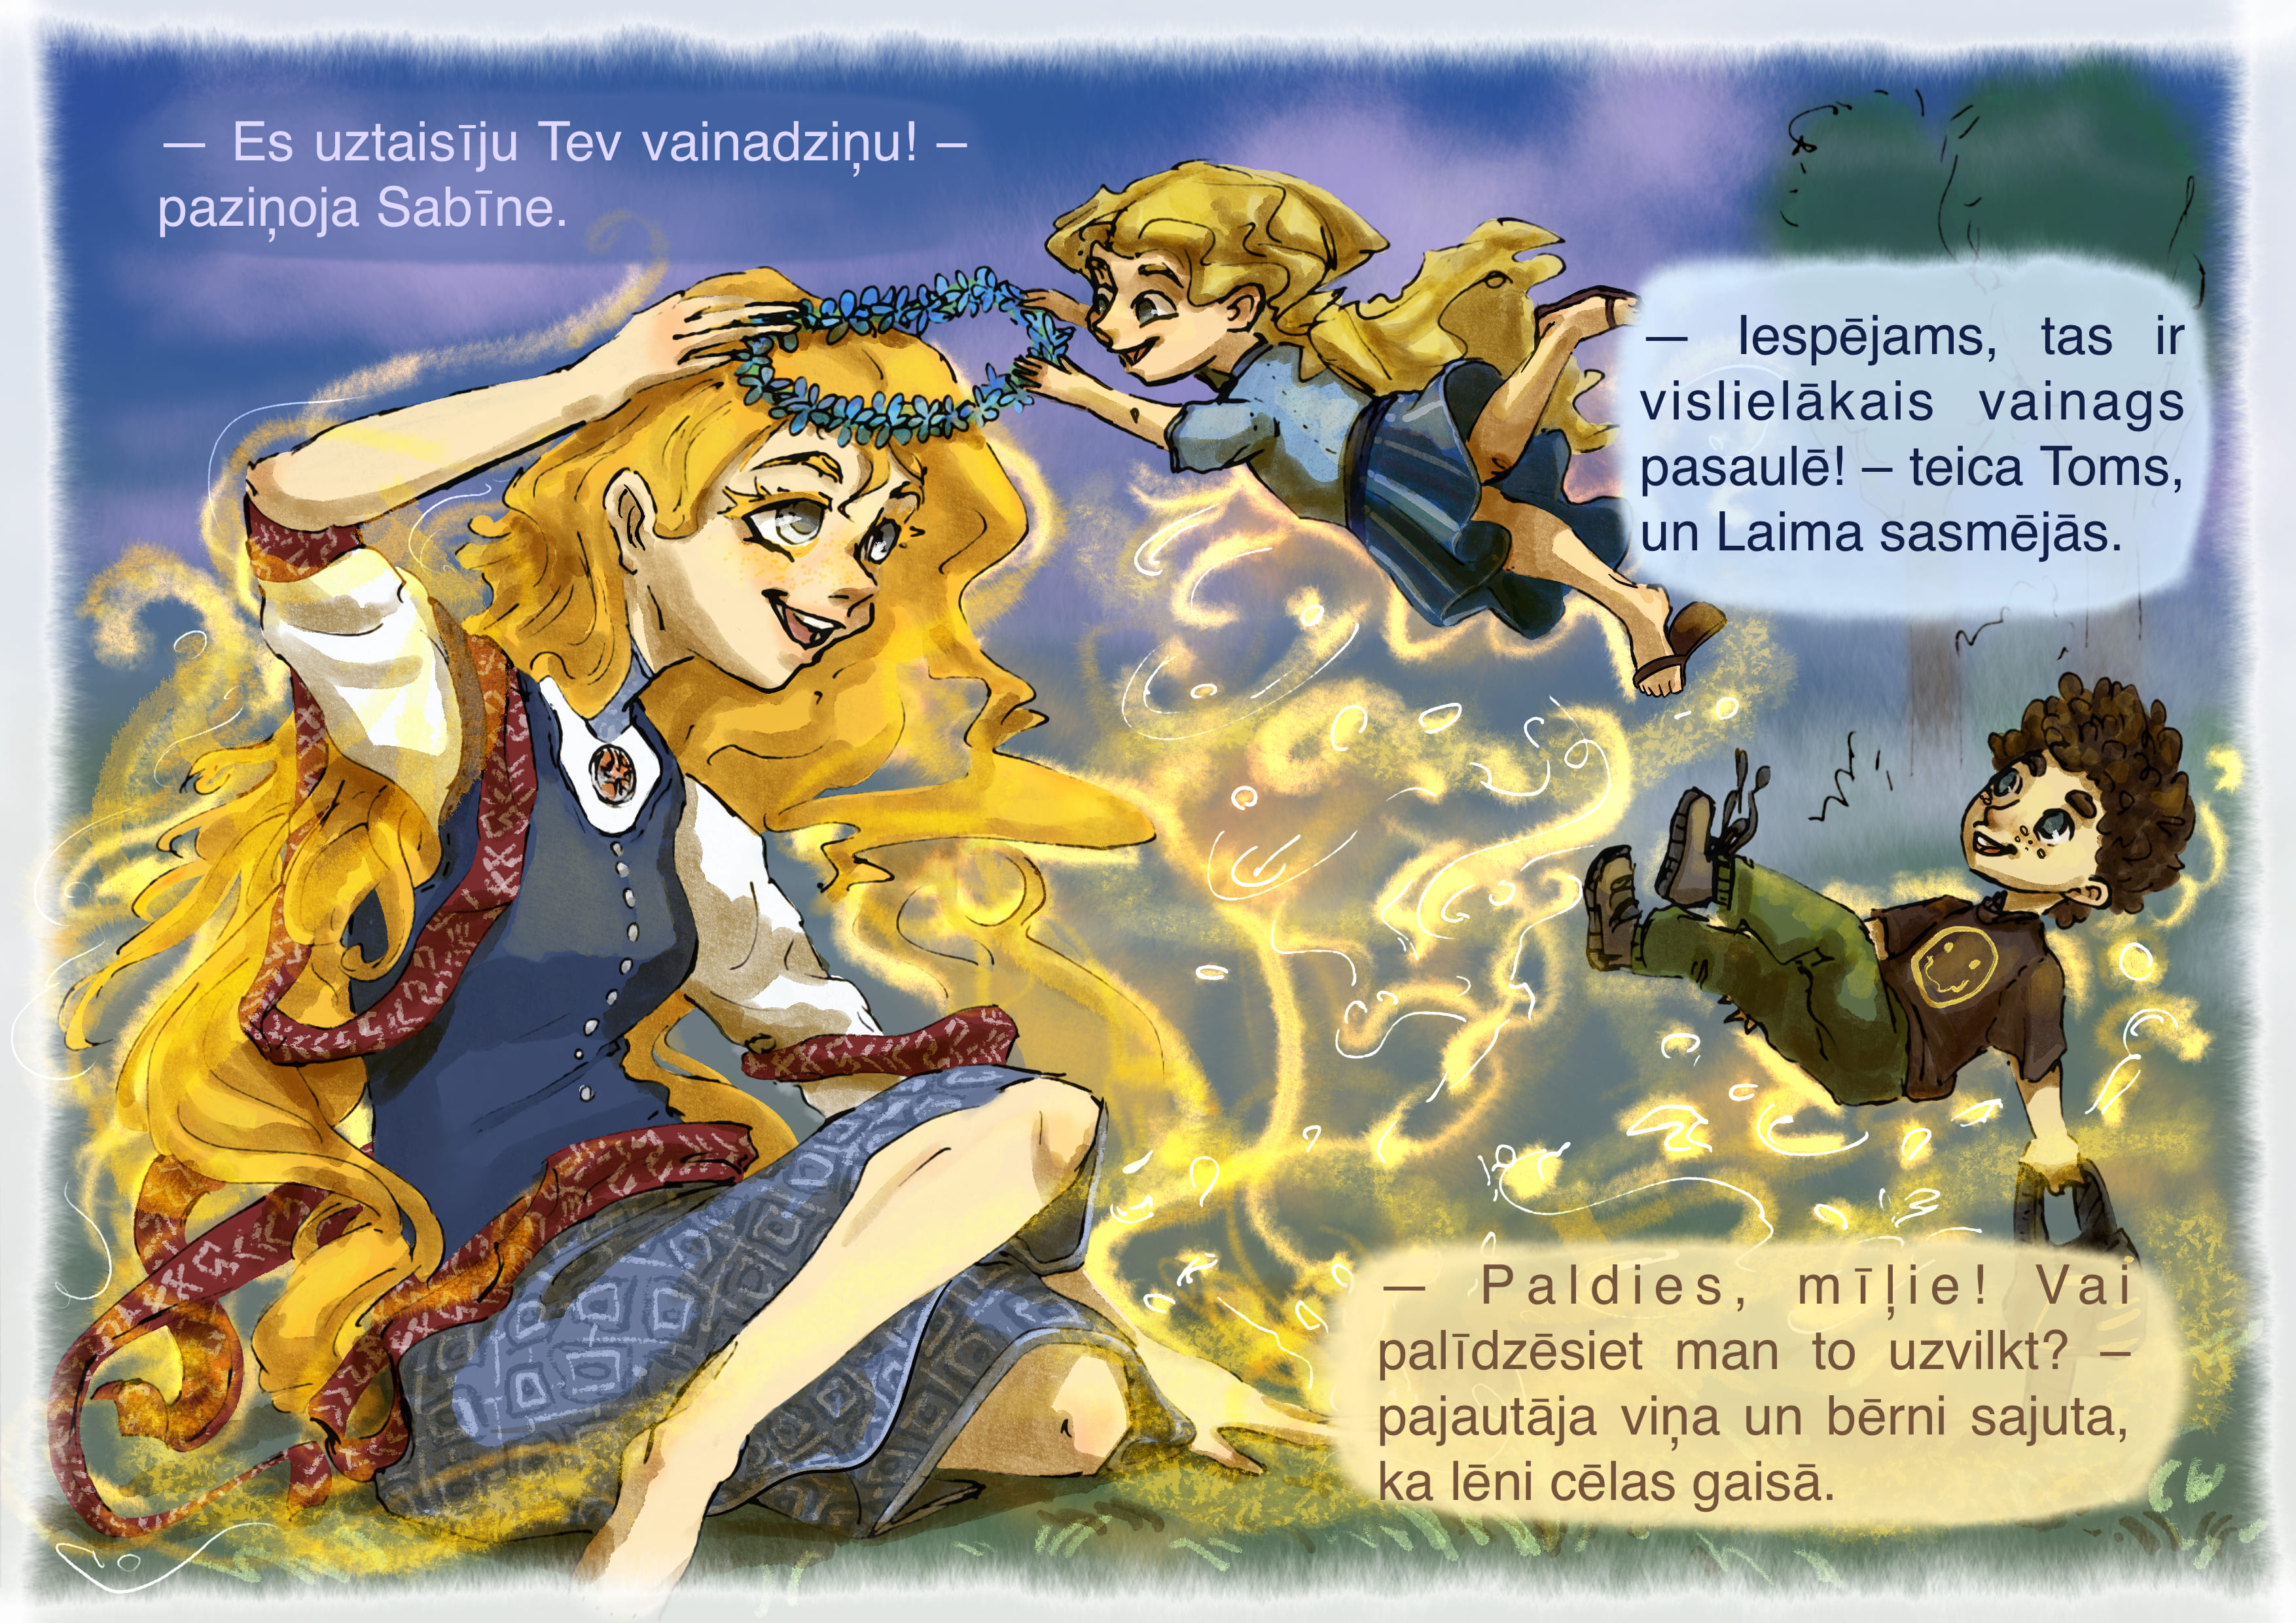 — Es uztaisīju Tev vainadziņu! –
paziņoja Sabīne.
— Iespējams, tas ir
vislielākais vainags
pasaulē! – teica Toms,
un Laima sasmējās.
— Paldies, mīļie! Vai
palīdzēsiet man to uzvilkt? –
pajautāja viņa un bērni sajuta,
ka lēni cēlas gaisā.